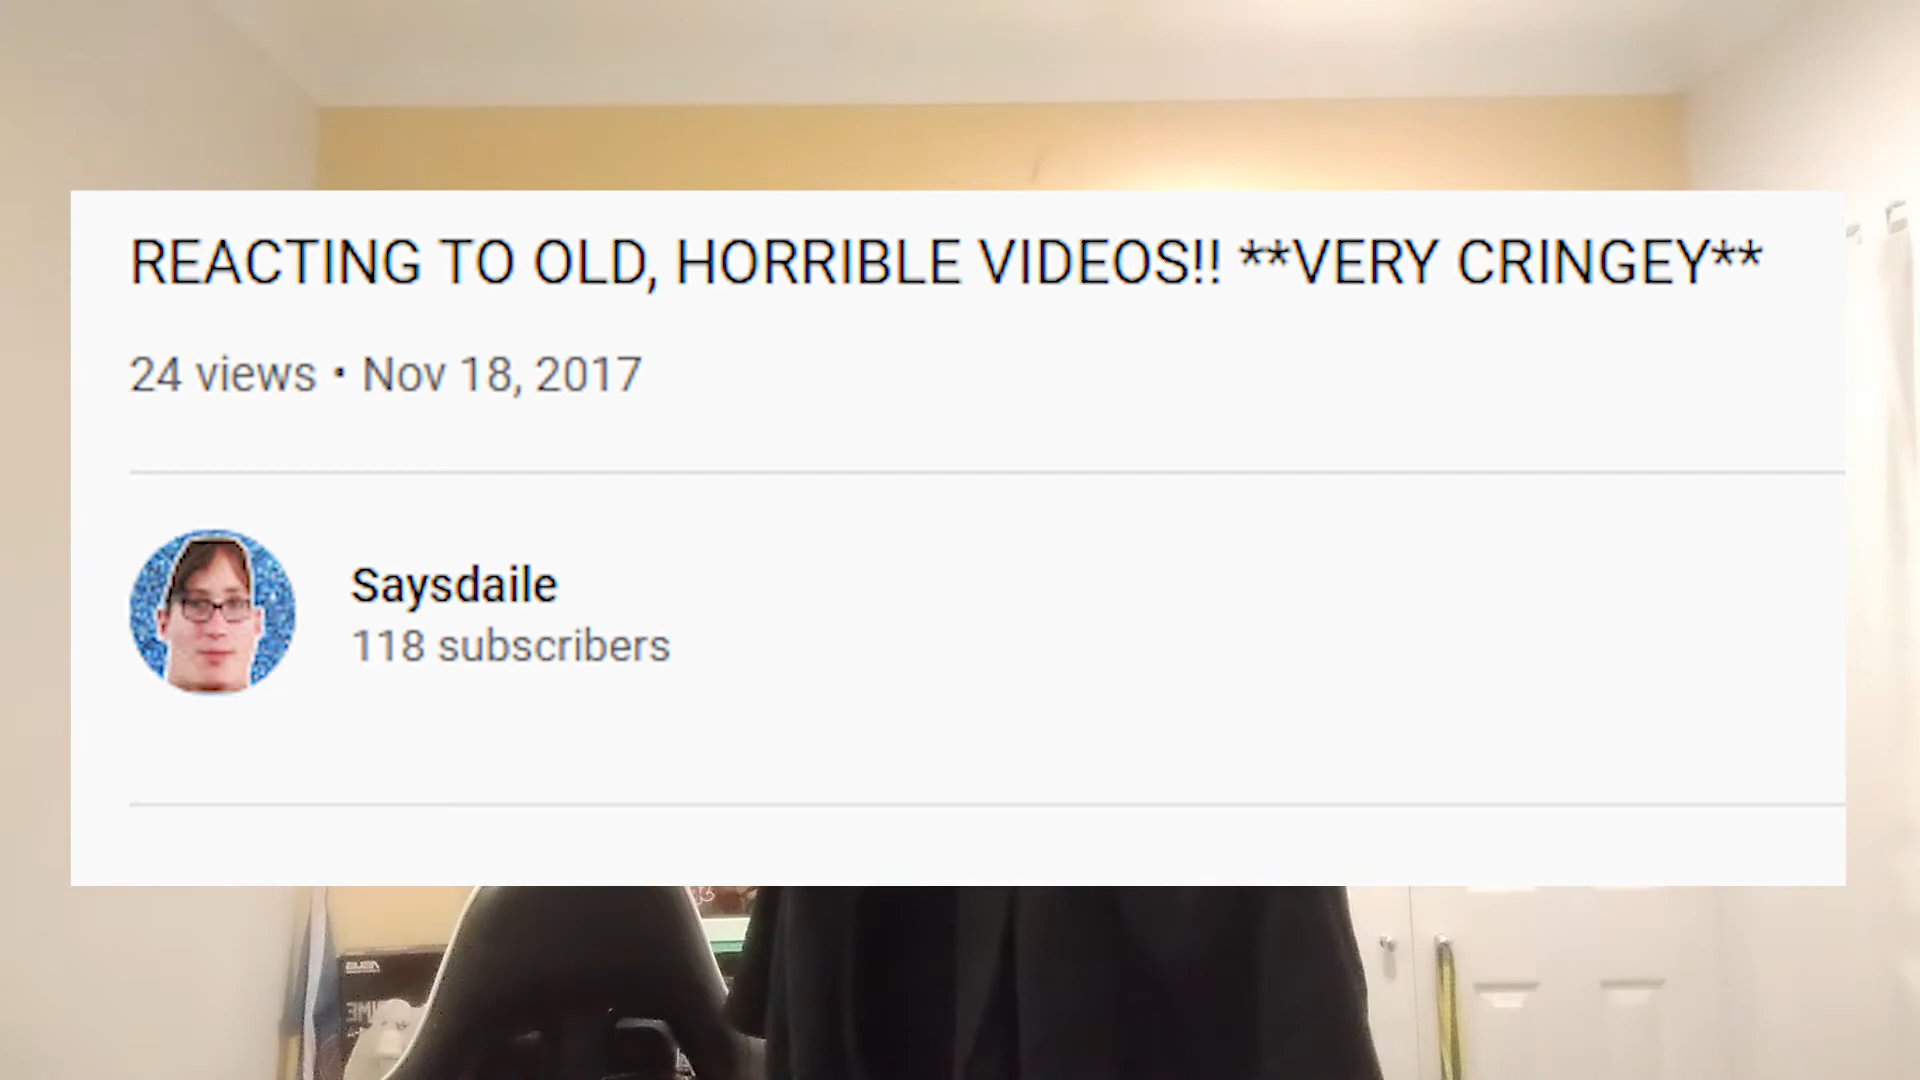 REACTING TO OLD, HORRIBLE VIDEOS!! **VERY CRINGEY**
24 views • Nov 18, 2017
Saysdaile
118 subscribers